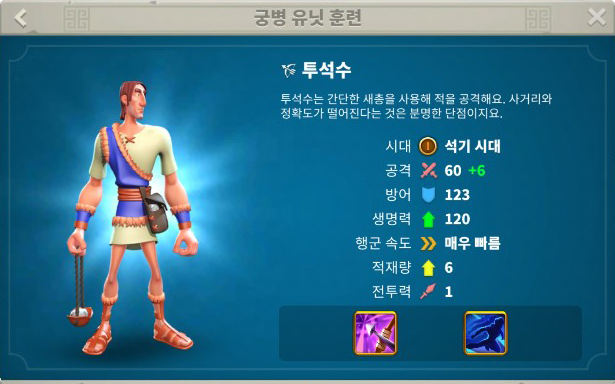 궁병 유닛 훈련
투석수
투석수는 간단한 새총을 사용해 적을 공격해요. 사거리와
정확도가 떨어진다는 것은 분명한 단점이지요.
시대 1 석기 시대
공격 60 +6
방어 123
생명력 120
행군 속도 매우 빠름
적재량 6
전투력 1